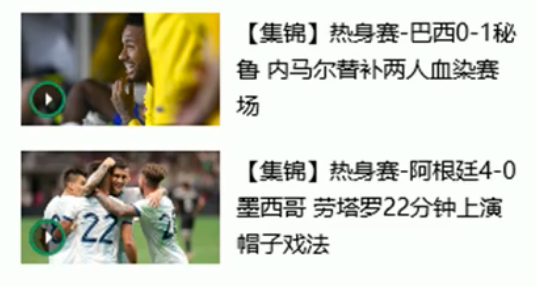 【集锦】热身赛-巴西0-1秘
鲁 内马尔替补两人血染赛
场
【集锦】热身赛-阿根廷4-0
墨西哥 劳塔罗22分钟上演
帽子戏法
22